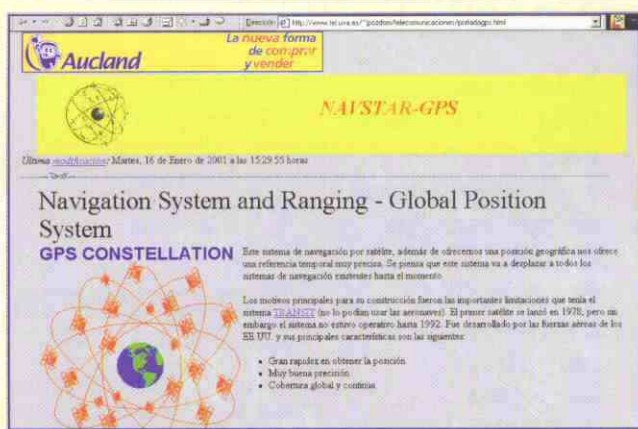 Dirección http://www.tel.uva.es/~jpozdom/telecomunicaciones/portadagps.html
Aucland
La nueva forma
de comprar
y vender
NAVSTAR-GPS
Última modificación: Martes, 16 de Enero de 2001 a las 15:29:55 horas
Navigation System and Ranging - Global Position
System
GPS CONSTELLATION
Este sistema de navegación por satélite, además de ofrecernos una posición geográfica nos ofrece
una referencia temporal muy precisa. Se piensa que este sistema va a desplazar a todos los
sistemas de navegación existentes hasta el momento.
Los motivos principales para su construcción fueron las importantes limitaciones que tenía el
sistema TRANSIT (no lo podían usar las aeronaves). El primer satélite se lanzó en 1978, pero sin
embargo el sistema no estuvo operativo hasta 1992. Fue desarrollado por las fuerzas aéreas de los
EE.UU. y sus principales características son las siguientes:
Gran rapidez en obtener la posición
Muy buena precisión
Cobertura global y continua